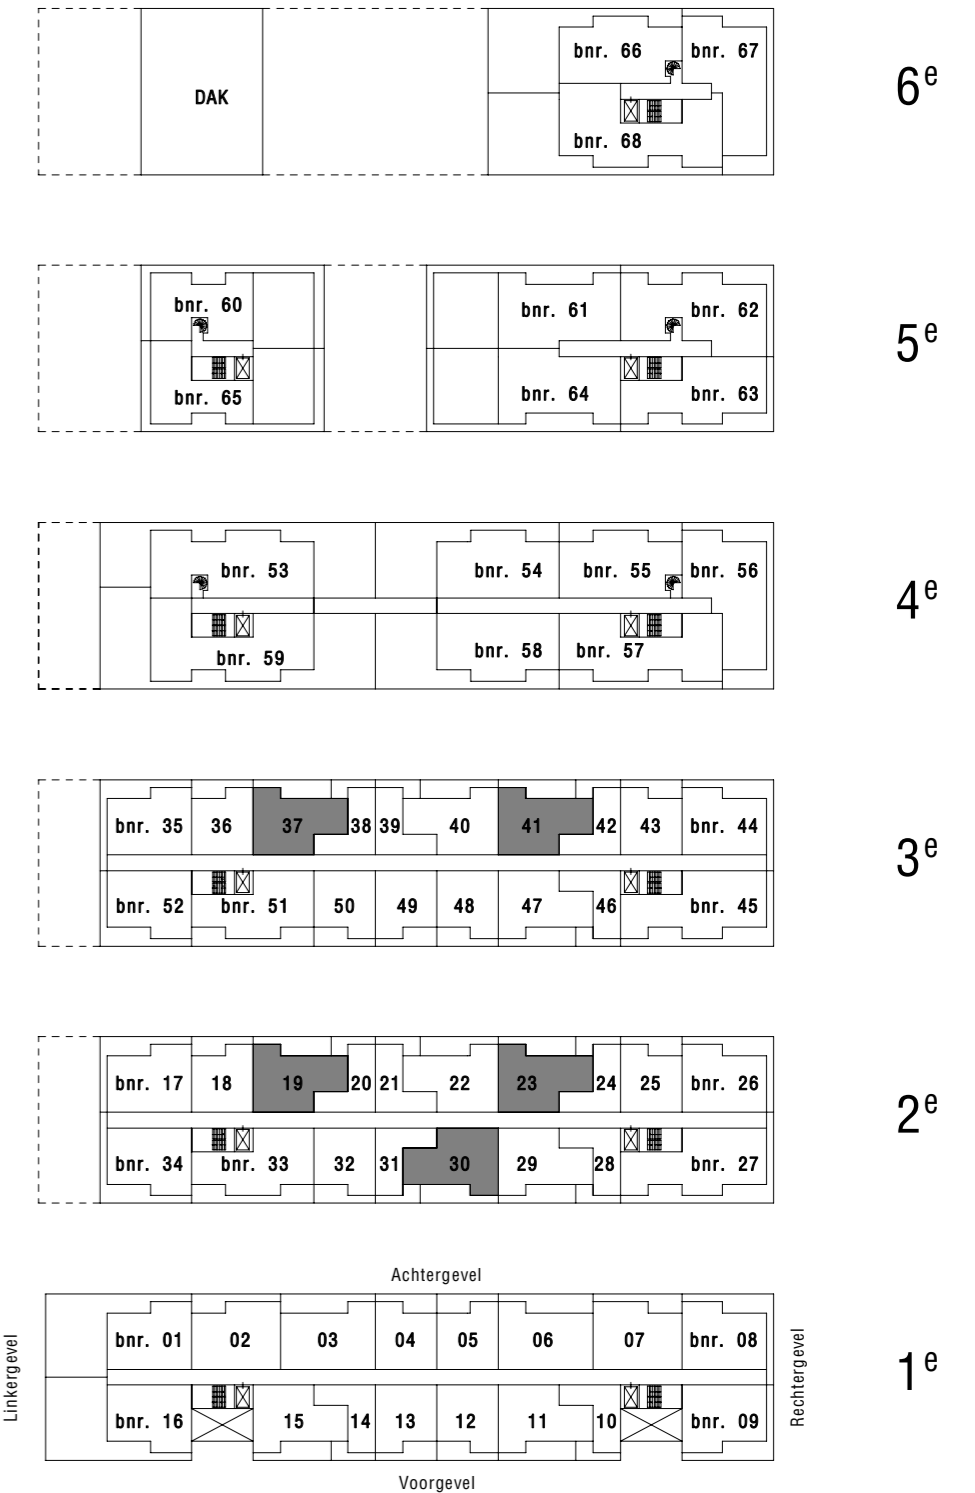 bnr. 66 bnr. 67
6e
DAK
bnr. 68
bnr. 60 bnr. 61 bnr. 62
5e
bnr. 65 bnr. 64 bnr. 63
bnr. 53 bnr. 54 bnr. 55 bnr. 56
4e
bnr. 59 bnr. 58 bnr. 57
bnr. 35 36 37 38 39 40 41 42 43 bnr. 44
3e
bnr. 52 bnr. 51 50 49 48 47 46 bnr. 45
bnr. 17 18 19 20 21 22 23 24 25 bnr. 26
2e
bnr. 34 bnr. 33 32 31 30 29 28 bnr. 27
Achtergevel
bnr. 01 02 03 04 05 06 07 bnr. 08
Linkergevel
Rechtergevel
1e
bnr. 16 15 14 13 12 11 10 bnr. 09
Voorgevel